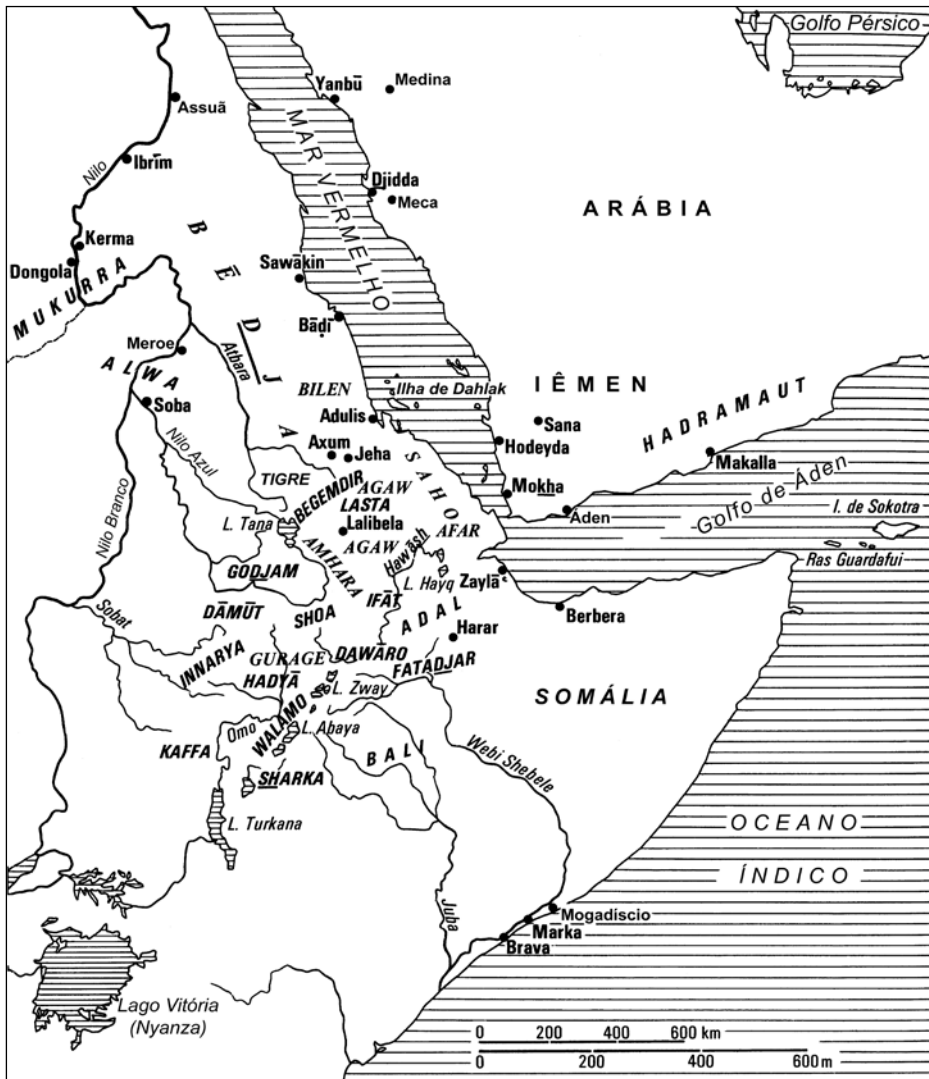 Golfo Pérsico
Yanbū
Medina
Assuã
MAR VERMELHO
Nilo
Ibrīm
Djidda
Meca
ARÁBIA
BĒDJA
Kerma
Dongola
Sawākin
MUKURRA
Bāḍī
Meroe
Atbara
ALWA
BILEN
Ilha de Dahlak
IÊMEN
HADRAMAUT
Soba
Adulis
Sana
Axum
Jeha
Hodeyda
Makalla
Nilo Azul
SAHO
TIGRE
BEGEMDIR
AGAW
LASTA
Mokha
Golfo de Áden
Áden
I. de Sokotra
Nilo Branco
L. Tana
Lalibela
AGAW
AFAR
Ras Guardafui
AMHARA
Hawāsh
GODJAM
L. Hayq
Zaylā
IFĀT
Berbera
Sobat
DĀMŪT
SHOA
ADAL
Harar
INNARYA
GURAGE
DAWĀRO
HADYĀ
FATADJAR
L. Zway
SOMÁLIA
WALAMO
Omo
L. Abaya
KAFFA
BALI
Webi Shebele
SHARKA
L. Turkana
OCEANO
ÍNDICO
Juba
Mogadíscio
Mārkā
Brava
Lago Vitória
(Nyanza)
0 200 400 600 km
0 200 400 600 m